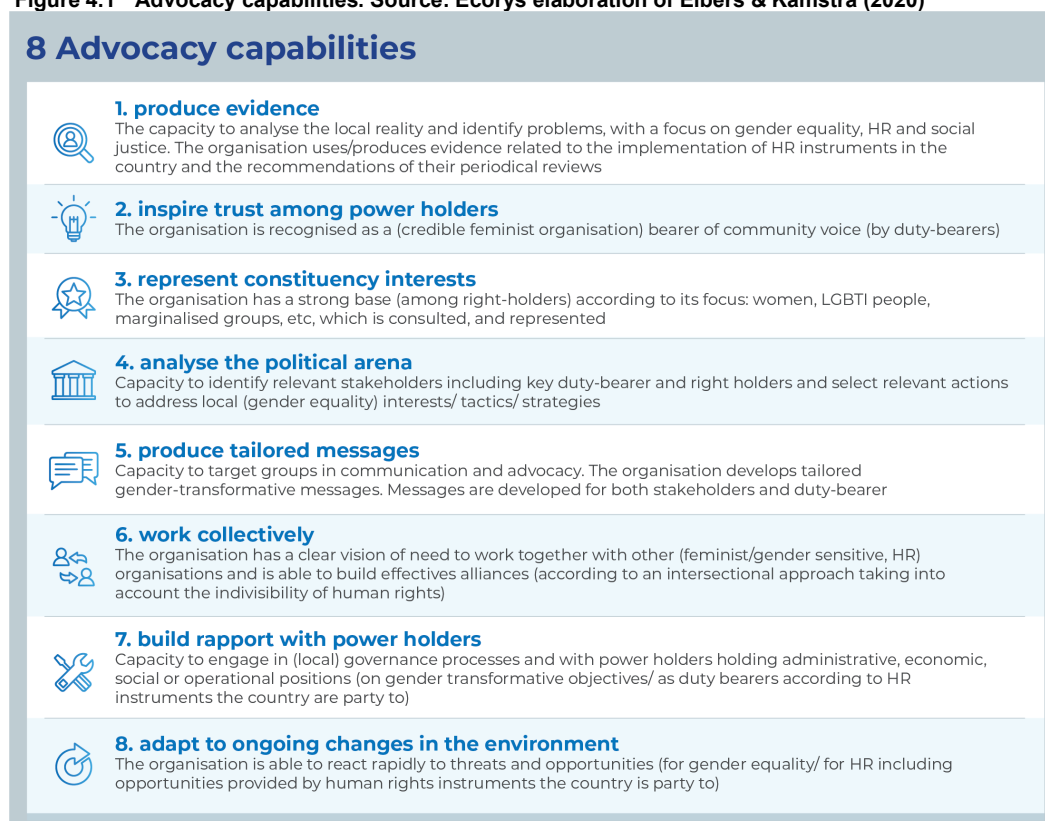 Figure 4.1 Advocacy capabilities. Source: Ecorys elaboration of Elbers & Kamstra (2020)
8 Advocacy capabilities
1. produce evidence
The capacity to analyse the local reality and identify problems, with a focus on gender equality, HR and social
justice. The organisation uses/produces evidence related to the implementation of HR instruments in the
country and the recommendations of their periodical reviews
2. inspire trust among power holders
The organisation is recognised as a (credible feminist organisation) bearer of community voice (by duty-bearers)
3. represent constituency interests
The organisation has a strong base (among right-holders) according to its focus: women, LGBTI people,
marginalised groups, etc, which is consulted, and represented
4. analyse the political arena
Capacity to identify relevant stakeholders including key duty-bearer and right holders and select relevant actions
to address local (gender equality) interests/ tactics/ strategies
5. produce tailored messages
Capacity to target groups in communication and advocacy. The organisation develops tailored
gender-transformative messages. Messages are developed for both stakeholders and duty-bearer
6. work collectively
The organisation has a clear vision of need to work together with other (feminist/gender sensitive, HR)
organisations and is able to build effectives alliances (according to an intersectional approach taking into
account the indivisibility of human rights)
7. build rapport with power holders
Capacity to engage in (local) governance processes and with power holders holding administrative, economic,
social or operational positions (on gender transformative objectives/ as duty bearers according to HR
instruments the country are party to)
8. adapt to ongoing changes in the environment
The organisation is able to react rapidly to threats and opportunities (for gender equality/ for HR including
opportunities provided by human rights instruments the country is party to)